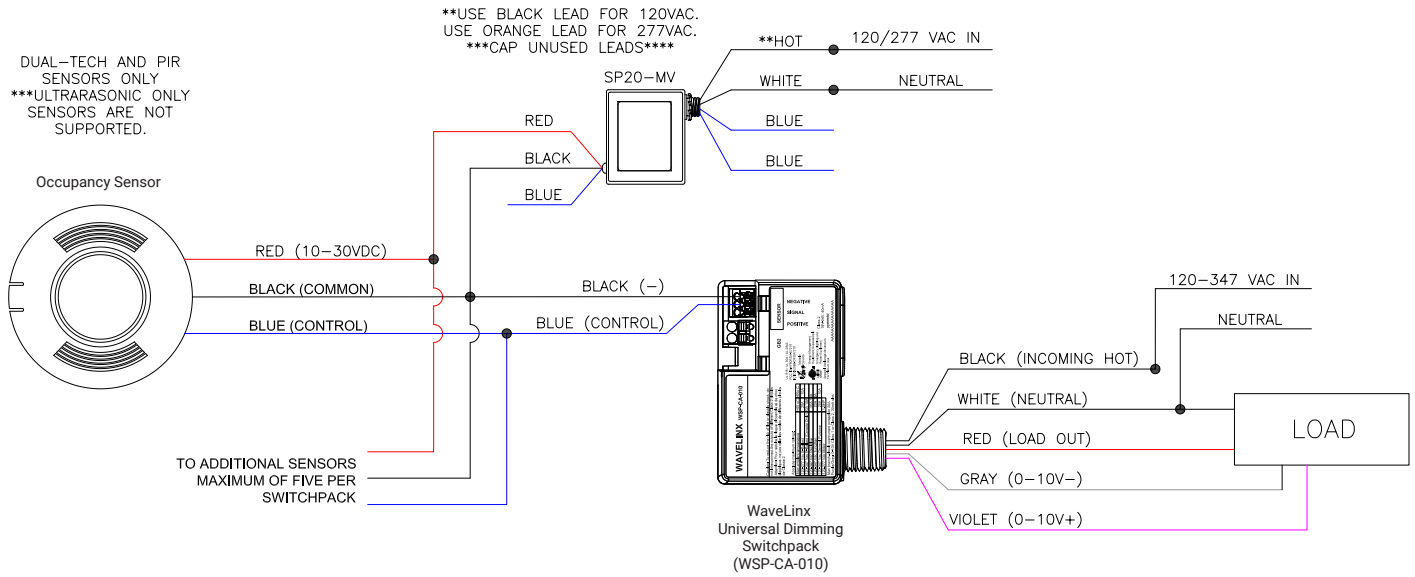 **USE BLACK LEAD FOR 120VAC.
USE ORANGE LEAD FOR 277VAC.
***CAP UNUSED LEADS****
DUAL-TECH AND PIR
SENSORS ONLY
***ULTRARASONIC ONLY
SENSORS ARE NOT
SUPPORTED.
SP20-MV
**HOT
120/277 VAC IN
WHITE
NEUTRAL
BLUE
BLUE
RED
BLACK
BLUE
Occupancy Sensor
RED (10-30VDC)
BLACK (COMMON)
BLUE (CONTROL)
BLACK (-)
BLUE (CONTROL)
SENSOR
NEGATIVE
SIGNAL
POSITIVE
WAVELINX WSP-CA-010
120-347 VAC IN
NEUTRAL
BLACK (INCOMING HOT)
WHITE (NEUTRAL)
RED (LOAD OUT)
GRAY (0-10V-)
VIOLET (0-10V+)
LOAD
TO ADDITIONAL SENSORS
MAXIMUM OF FIVE PER
SWITCHPACK
WaveLinx
Universal Dimming
Switchpack
(WSP-CA-010)